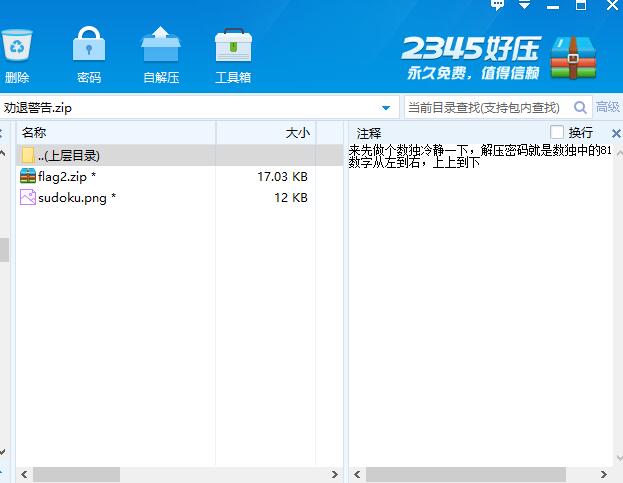 2345好压
永久免费，值得信赖
删除
密码
自解压
工具箱
劝退警告.zip
当前目录查找(支持包内查找)
高级
名称
大小
注释
换行
..(上层目录)
flag2.zip *
17.03 KB
sudoku.png *
12 KB
来先做个数独冷静一下，解压密码就是数独中的81
数字从左到右，上上到下